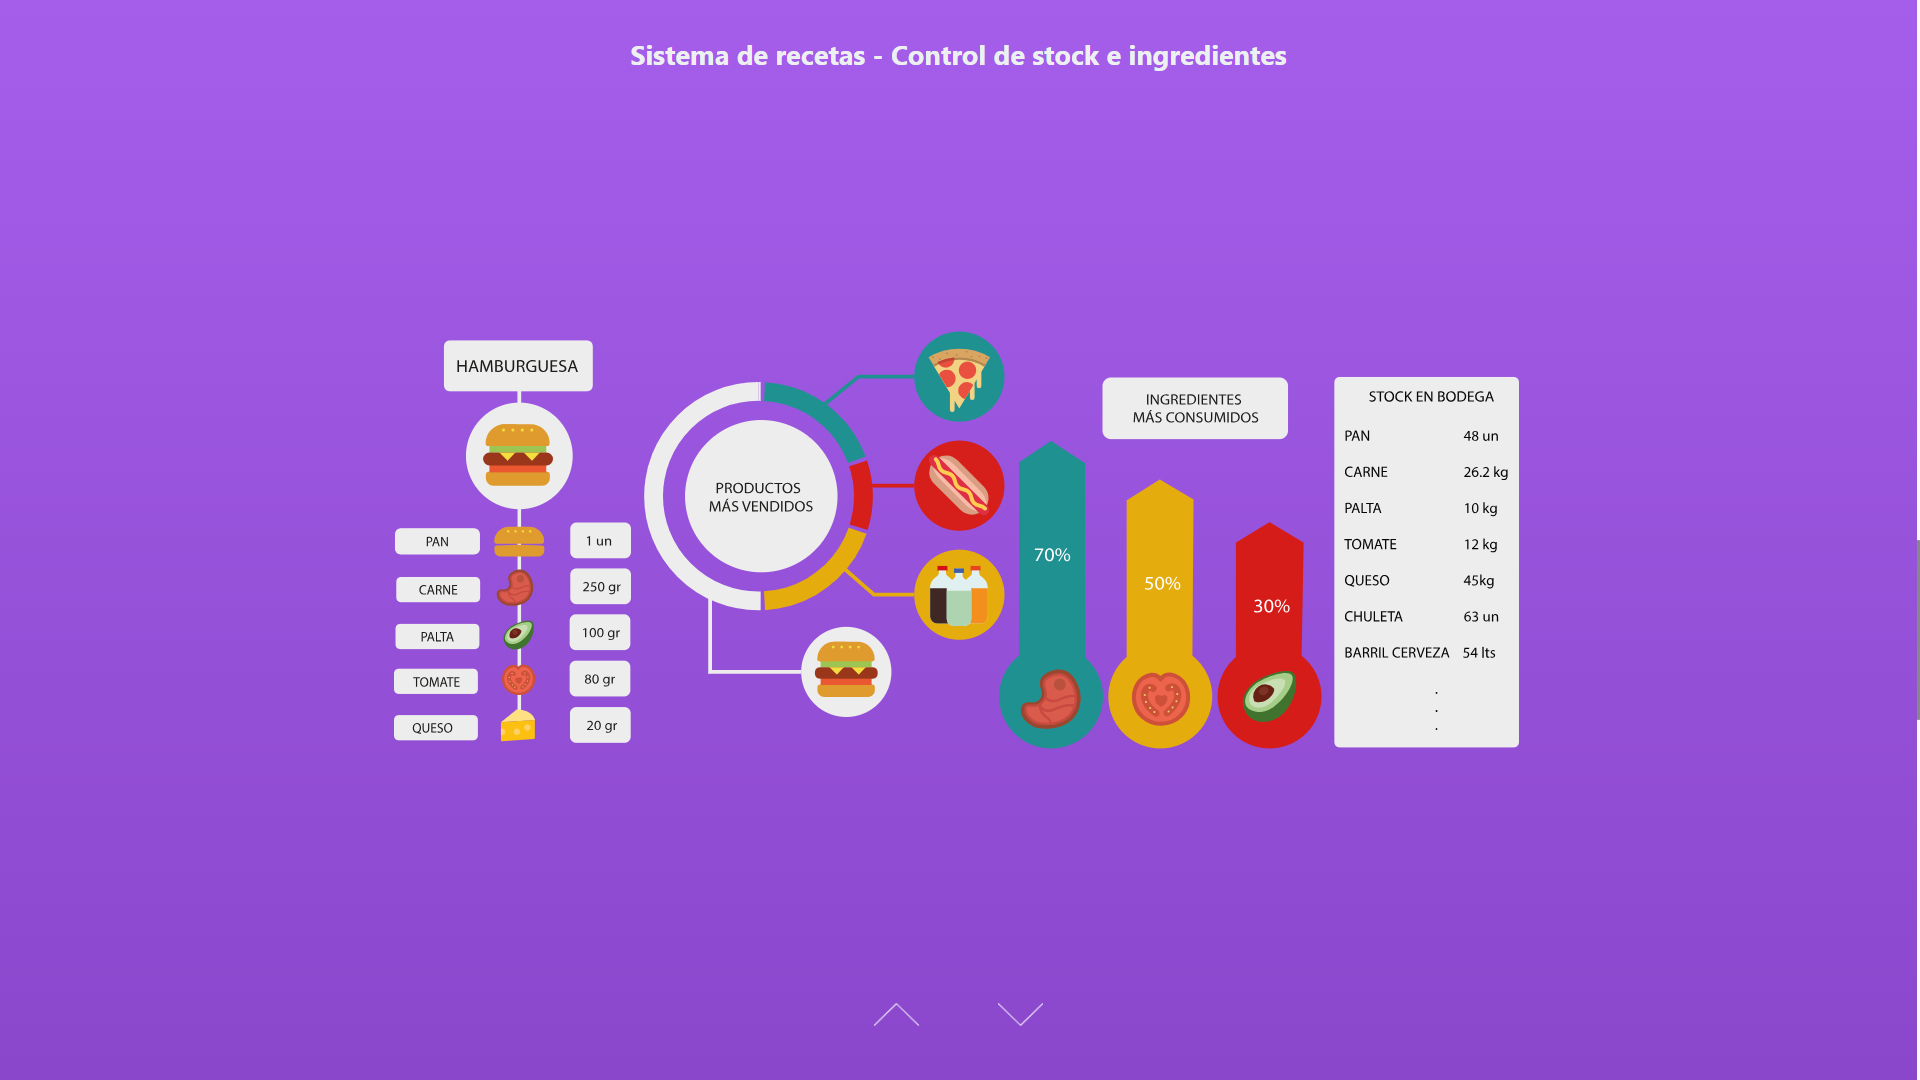 Sistema de recetas - Control de stock e ingredientes
HAMBURGUESA
PAN 1 un
CARNE 250 gr
PALTA 100 gr
TOMATE 80 gr
QUESO 20 gr
PRODUCTOS
MÁS VENDIDOS
INGREDIENTES
MÁS CONSUMIDOS
70%
50%
30%
STOCK EN BODEGA
PAN 48 un
CARNE 26.2 kg
PALTA 10 kg
TOMATE 12 kg
QUESO 45kg
CHULETA 63 un
BARRIL CERVEZA 54 lts
.
.
.